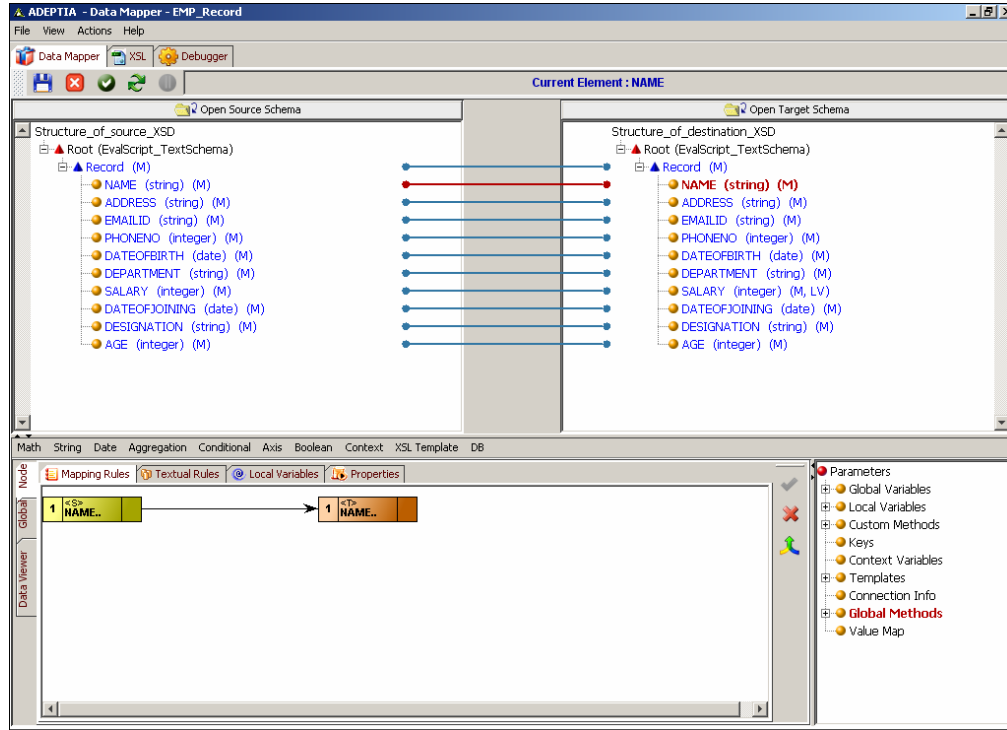 ADEPTIA - Data Mapper - EMP_Record
File View Actions Help
Data Mapper XSL Debugger
Current Element : NAME
Open Source Schema
Open Target Schema
Structure_of_source_XSD
Root (EvalScript_TextSchema)
Record (M)
NAME (string) (M)
ADDRESS (string) (M)
EMAILID (string) (M)
PHONENO (integer) (M)
DATEOFBIRTH (date) (M)
DEPARTMENT (string) (M)
SALARY (integer) (M)
DATEOFJOINING (date) (M)
DESIGNATION (string) (M)
AGE (integer) (M)
Structure_of_destination_XSD
Root (EvalScript_TextSchema)
Record (M)
NAME (string) (M)
ADDRESS (string) (M)
EMAILID (string) (M)
PHONENO (integer) (M)
DATEOFBIRTH (date) (M)
DEPARTMENT (string) (M)
SALARY (integer) (M, LV)
DATEOFJOINING (date) (M)
DESIGNATION (string) (M)
AGE (integer) (M)
Math String Date Aggregation Conditional Axis Boolean Context XSL Template DB
Node
Global
Data Viewer
Mapping Rules Textual Rules Local Variables Properties
1 <S> NAME..
1 <T> NAME..
Parameters
Global Variables
Local Variables
Custom Methods
Keys
Context Variables
Templates
Connection Info
Global Methods
Value Map